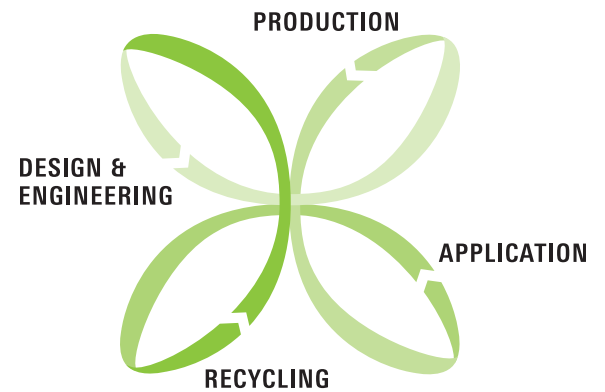 PRODUCTION
DESIGN &
ENGINEERING
APPLICATION
RECYCLING